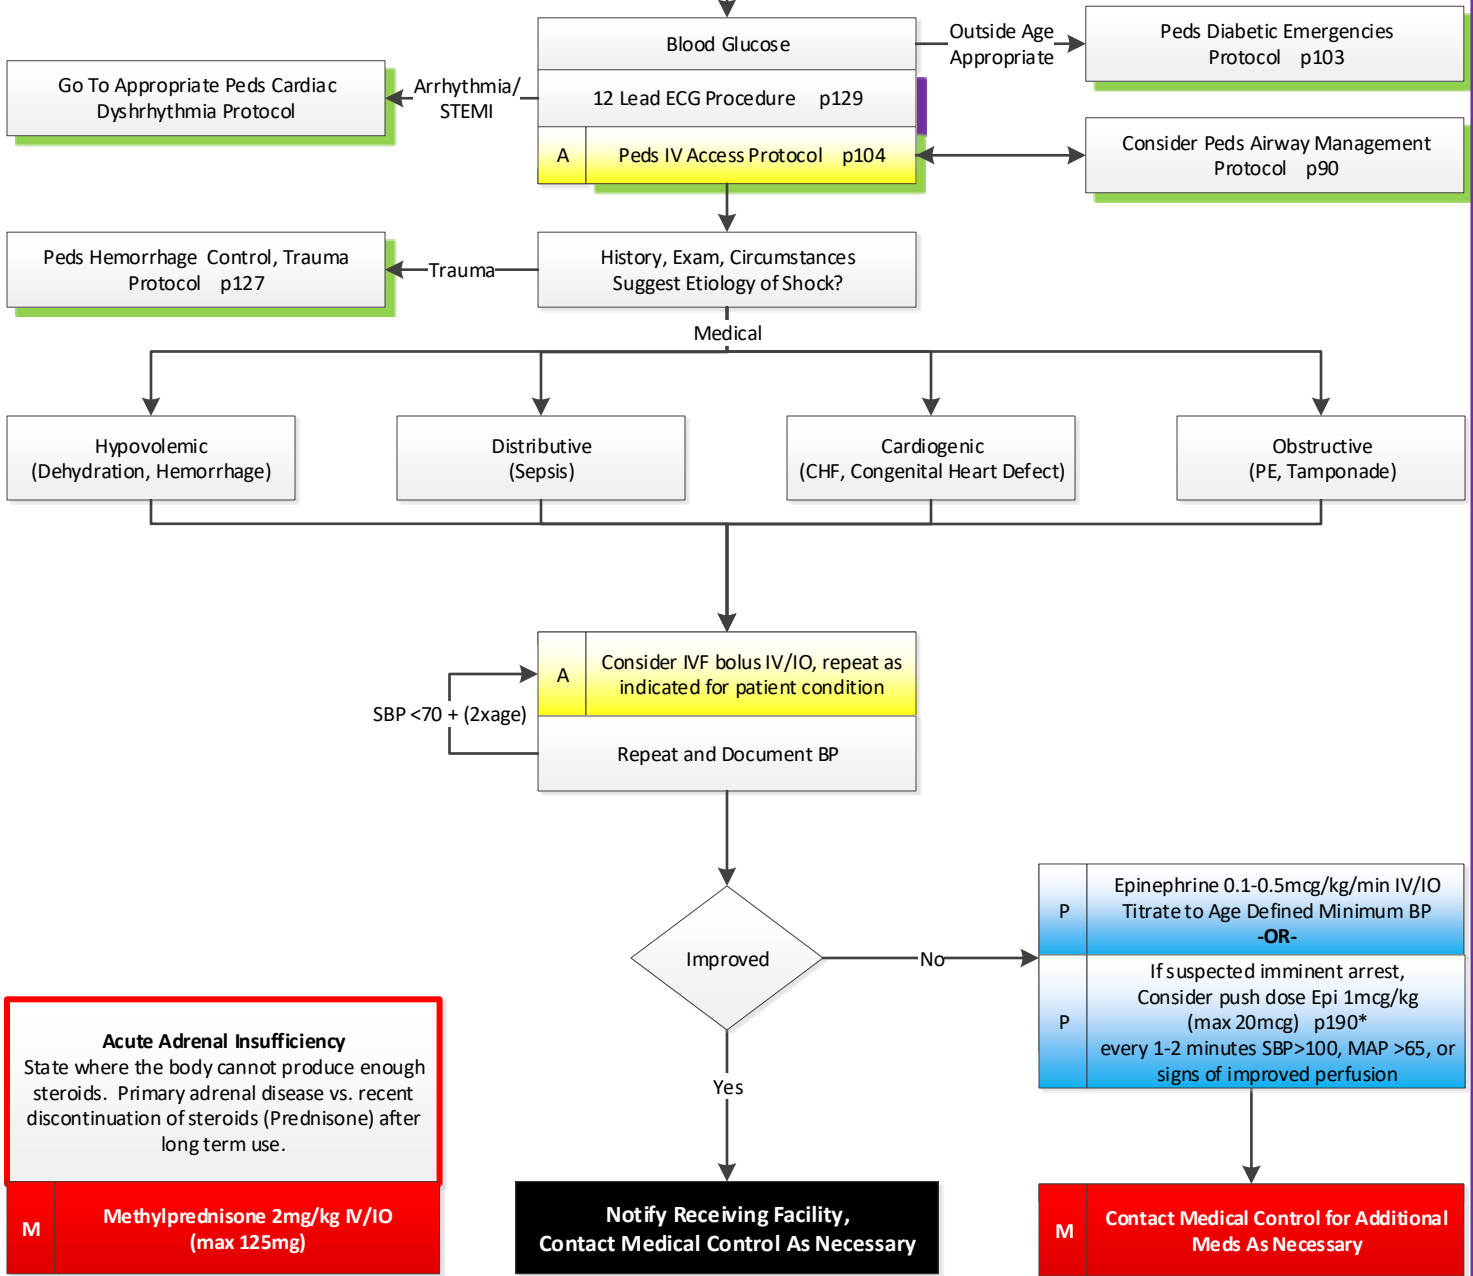 Blood Glucose
Outside Age
Appropriate
Peds Diabetic Emergencies
Protocol p103
Go To Appropriate Peds Cardiac
Dyshrhythmia Protocol
Arrhythmia/
STEMI
12 Lead ECG Procedure p129
A
Peds IV Access Protocol p104
Consider Peds Airway Management
Protocol p90
Peds Hemorrhage Control, Trauma
Protocol p127
Trauma
History, Exam, Circumstances
Suggest Etiology of Shock?
Medical
Hypovolemic
(Dehydration, Hemorrhage)
Distributive
(Sepsis)
Cardiogenic
(CHF, Congenital Heart Defect)
Obstructive
(PE, Tamponade)
A
Consider IVF bolus IV/IO, repeat as
indicated for patient condition
SBP <70 + (2xage)
Repeat and Document BP
Improved
No
P
Epinephrine 0.1-0.5mcg/kg/min IV/IO
Titrate to Age Defined Minimum BP
-OR-
P
If suspected imminent arrest,
Consider push dose Epi 1mcg/kg
(max 20mcg) p190*
every 1-2 minutes SBP>100, MAP >65, or
signs of improved perfusion
Yes
Acute Adrenal Insufficiency
State where the body cannot produce enough
steroids. Primary adrenal disease vs. recent
discontinuation of steroids (Prednisone) after
long term use.
M
Methylprednisone 2mg/kg IV/IO
(max 125mg)
Notify Receiving Facility,
Contact Medical Control As Necessary
M
Contact Medical Control for Additional
Meds As Necessary